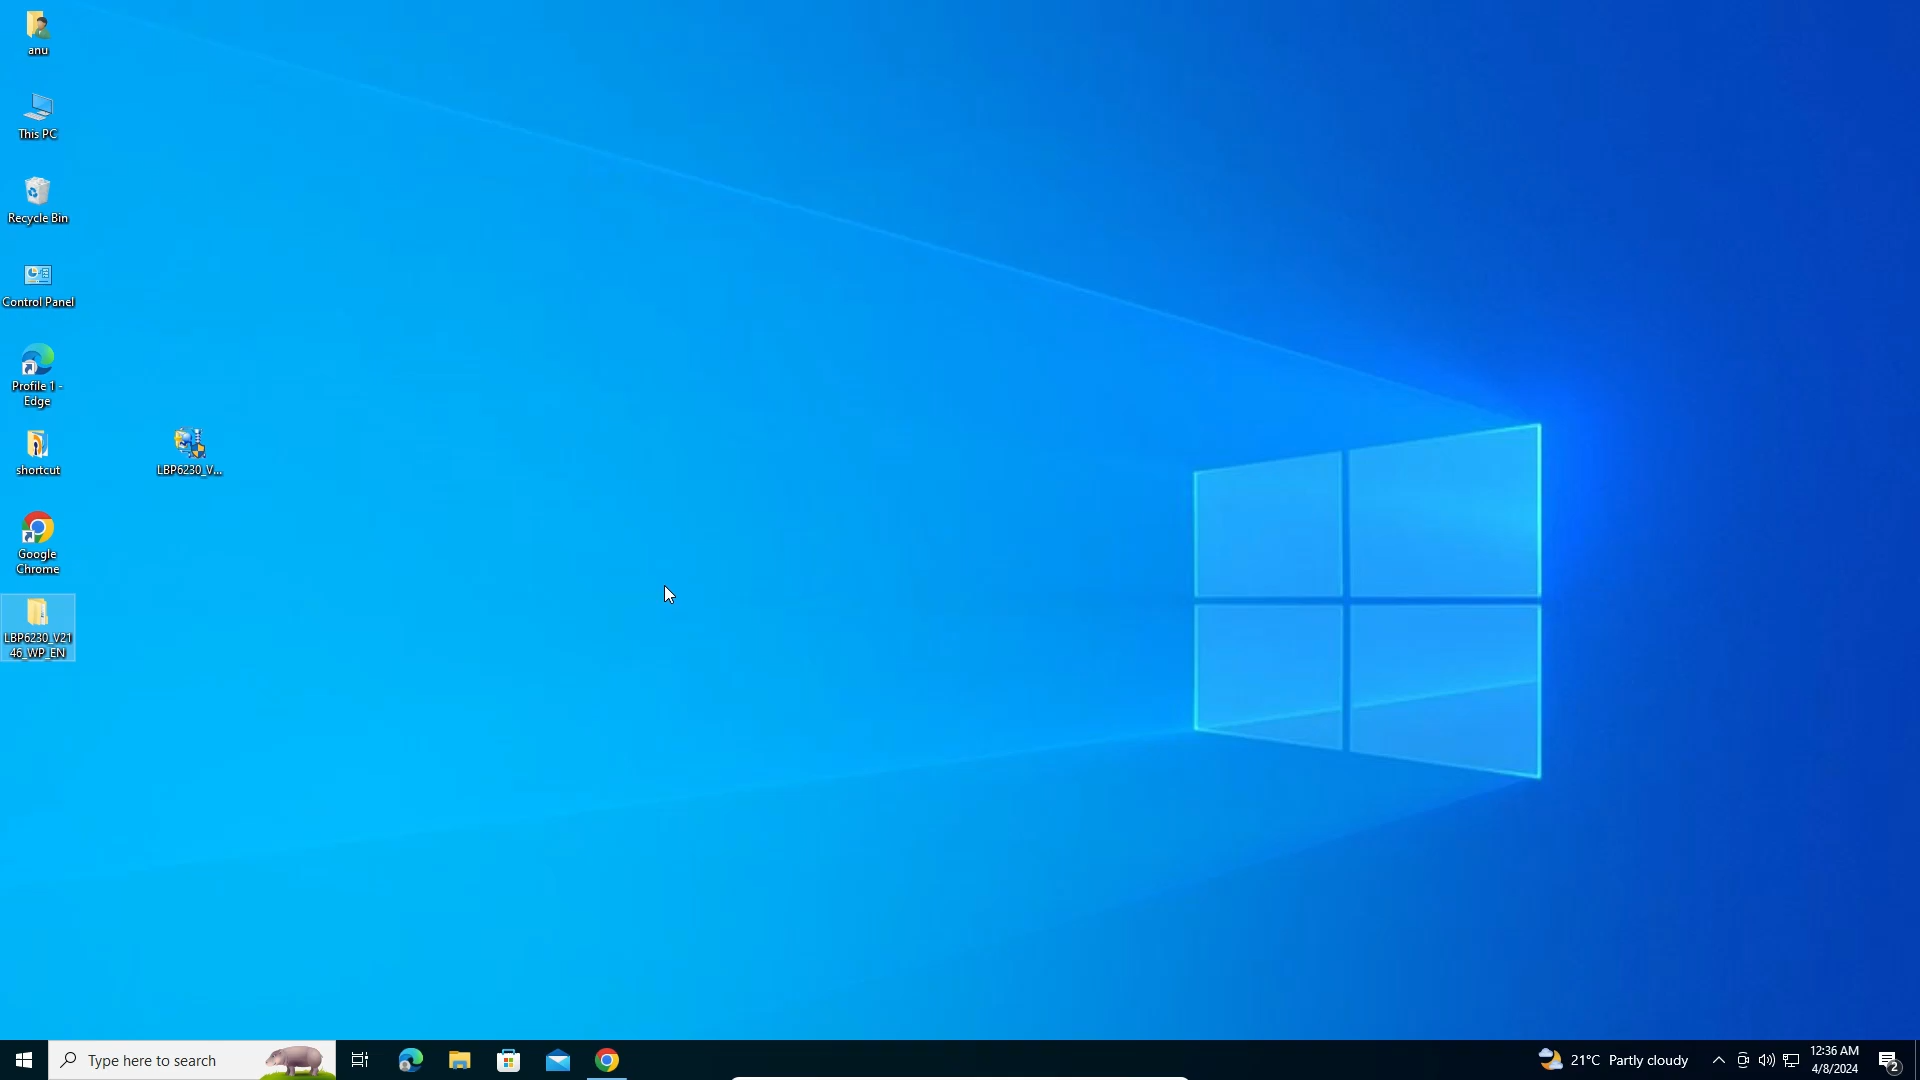 anu
This PC
Recycle Bin
Control Panel
Profile 1 -
Edge
shortcut
LBP6230_V...
Google
Chrome
LBP6230_V21
46_WP_EN
Type here to search
21°C Partly cloudy
12:36 AM
4/8/2024
2